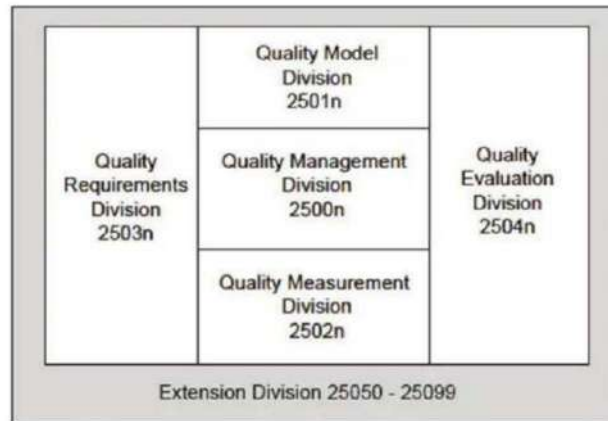 Quality Model
Division
2501n
Quality
Requirements
Division
2503n
Quality Management
Division
2500n
Quality
Evaluation
Division
2504n
Quality Measurement
Division
2502n
Extension Division 25050 - 25099